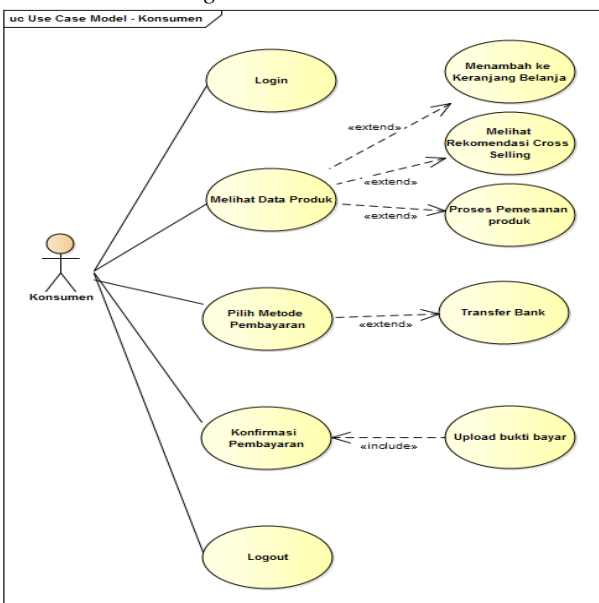 uc Use Case Model - Konsumen
Login
Menambah ke
Keranjang Belanja
«extend»
Melihat
Rekomendasi Cross
Selling
«extend»
Melihat Data Produk
«extend»
Proses Pemesanan
produk
Konsumen
Pilih Metode
Pembayaran
«extend»
Transfer Bank
Konfirmasi
Pembayaran
«include»
Upload bukti bayar
Logout